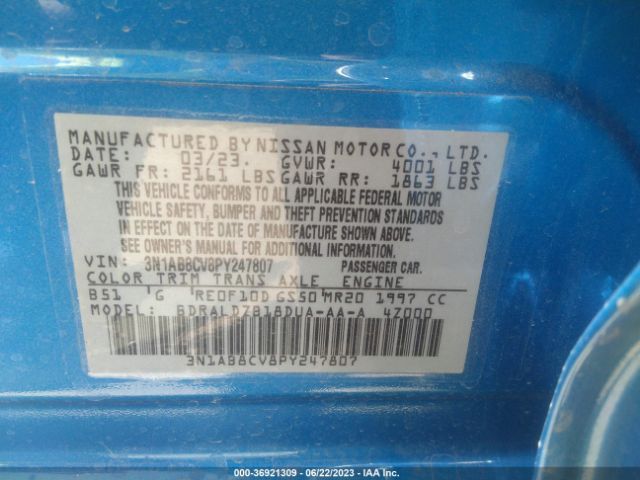 MANUFACTURED BY NISSAN MOTOR CO., LTD.
DATE: 03/23. GVWR: 4001 LBS
GAWR FR: 2161 LBS GAWR RR: 1863 LBS
THIS VEHICLE CONFORMS TO ALL APPLICABLE FEDERAL MOTOR
VEHICLE SAFETY, BUMPER AND THEFT PREVENTION STANDARDS
IN EFFECT ON THE DATE OF MANUFACTURE SHOWN ABOVE.
SEE OWNER'S MANUAL FOR ADDITIONAL INFORMATION.
VIN: 3N1AB8CV8PY247807 PASSENGER CAR.
COLOR TRIM TRANS AXLE ENGINE
B51 G RE0F10D GS50 MR20 1997 CC
MODEL: BDRALDZB18DUA-AA-A 4Z000
3N1AB8CV8PY247807
000-36921309 - 06/22/2023 - IAA Inc.